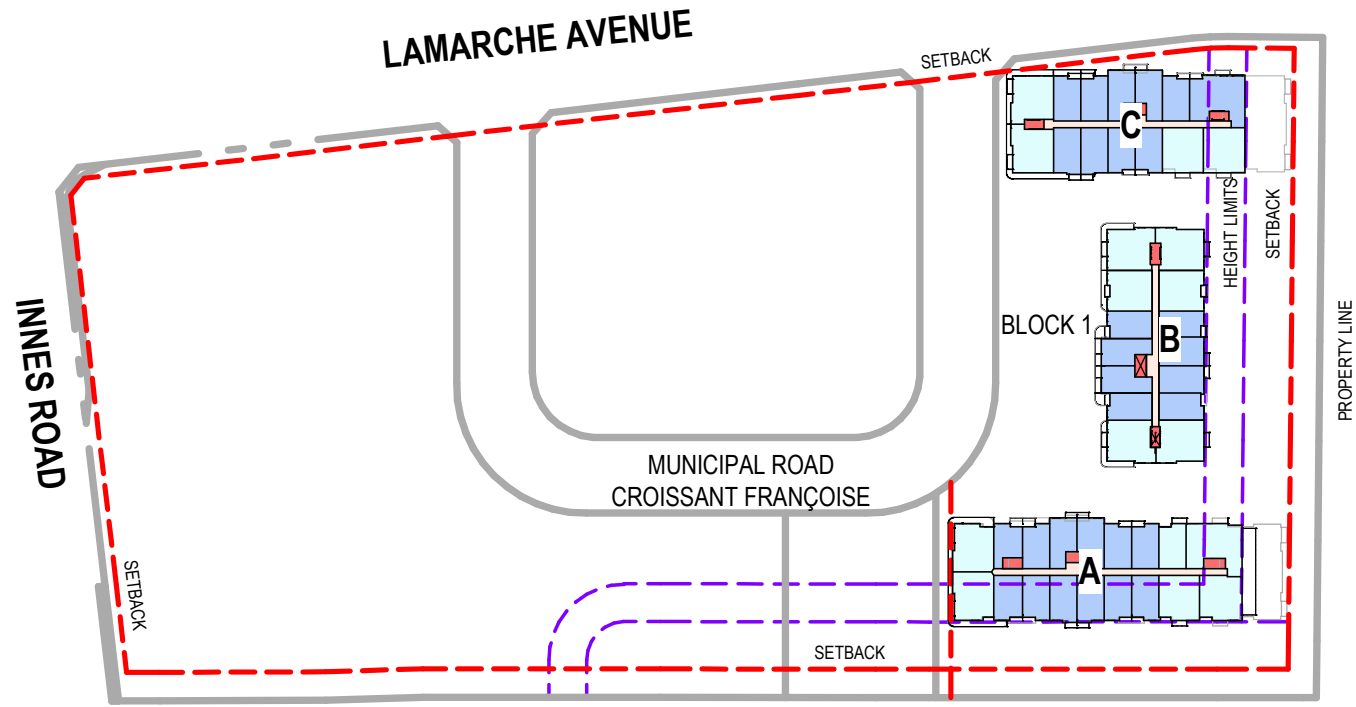 LAMARCHE AVENUE
SETBACK
C
HEIGHT LIMITS
SETBACK
INNES ROAD
BLOCK 1
B
PROPERTY LINE
MUNICIPAL ROAD
CROISSANT FRANÇOISE
A
SETBACK
SETBACK